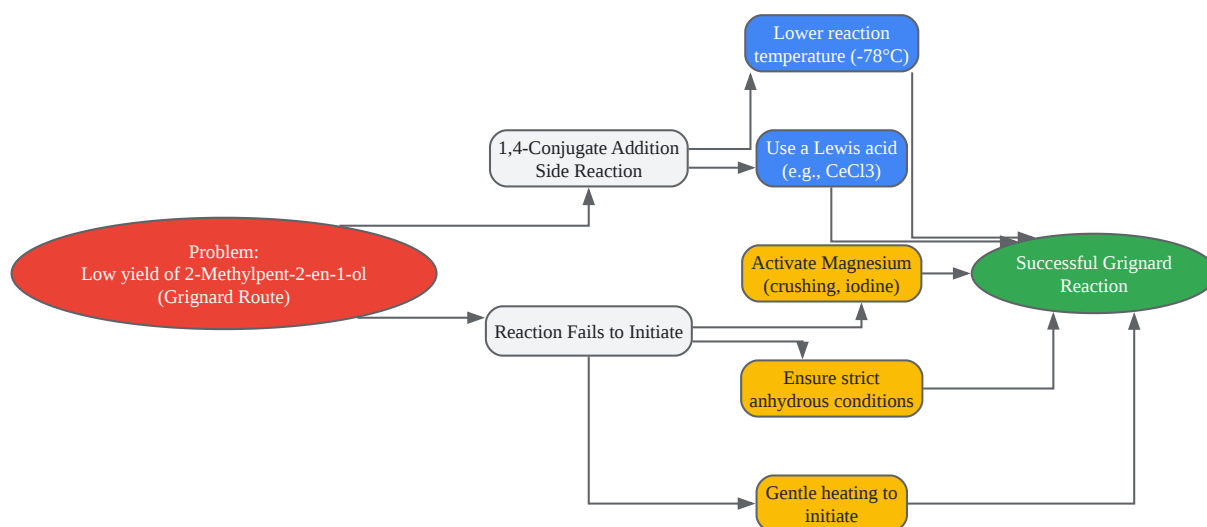 Lower reaction
temperature (-78°C)
1,4-Conjugate Addition
Side Reaction
Use a Lewis acid
(e.g., CeCl3)
Problem:
Low yield of 2-Methylpent-2-en-1-ol
(Grignard Route)
Activate Magnesium
(crushing, iodine)
Successful Grignard
Reaction
Reaction Fails to Initiate
Ensure strict
anhydrous conditions
Gentle heating to
initiate